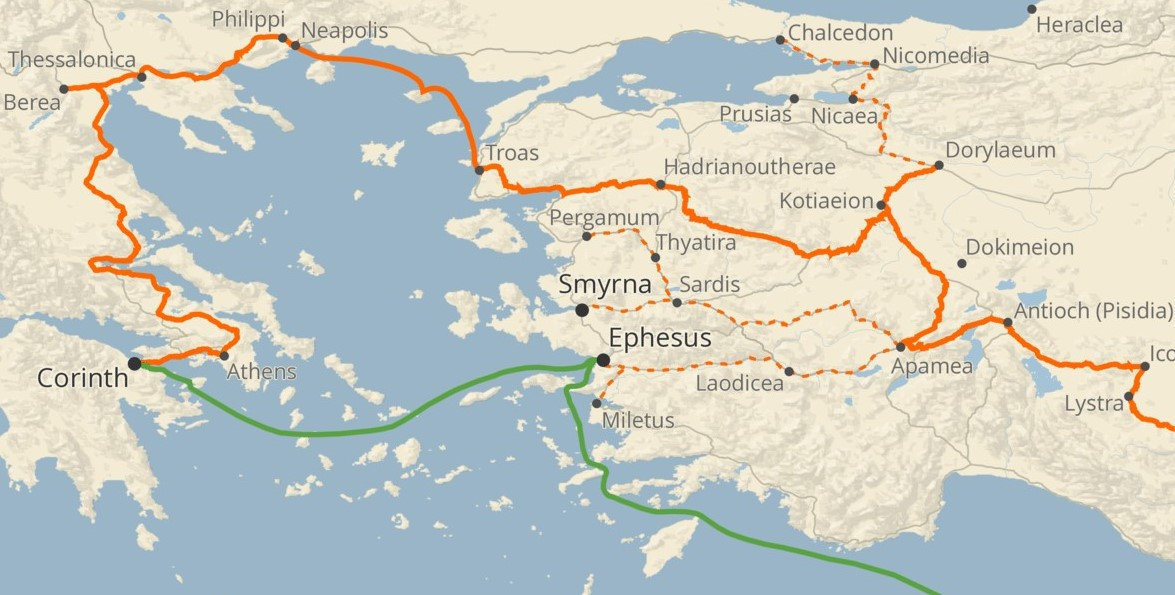 Philippi
Neapolis
Chalcedon
Heraclea
Thessalonica
Nicomedia
Berea
Prusias
Nicaea
Troas
Dorylaeum
Hadrianoutherae
Kotiaeion
Pergamum
Thyatira
Dokimeion
Smyrna
Sardis
Antioch (Pisidia)
Ephesus
Ico
Athens
Apamea
Corinth
Laodicea
Lystra
Miletus